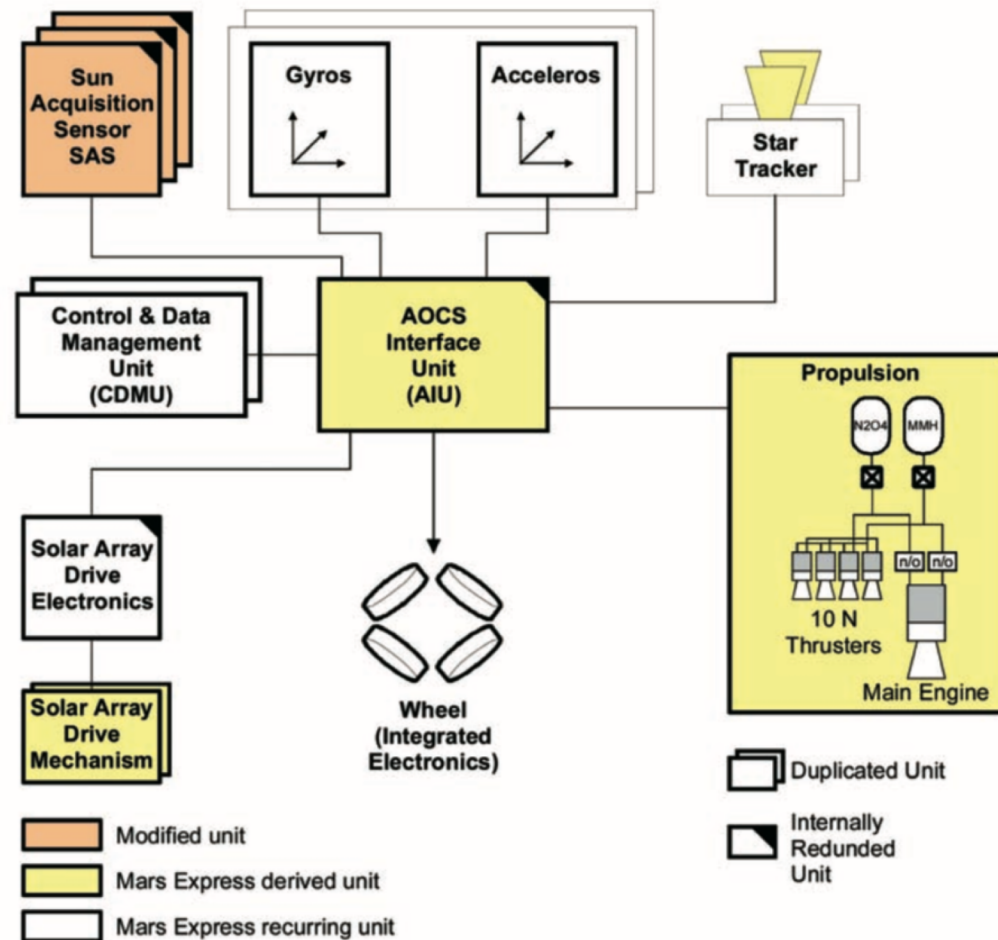 Sun
Acquisition
Sensor
SAS
Gyros
Acceleros
Star
Tracker
Control & Data
Management
Unit
(CDMU)
AOCS
Interface
Unit
(AIU)
Propulsion
N2O4
MMH
n/o
n/o
10 N
Thrusters
Main Engine
Solar Array
Drive
Electronics
Solar Array
Drive
Mechanism
Wheel
(Integrated
Electronics)
Duplicated Unit
Internally
Redunded
Unit
Modified unit
Mars Express derived unit
Mars Express recurring unit